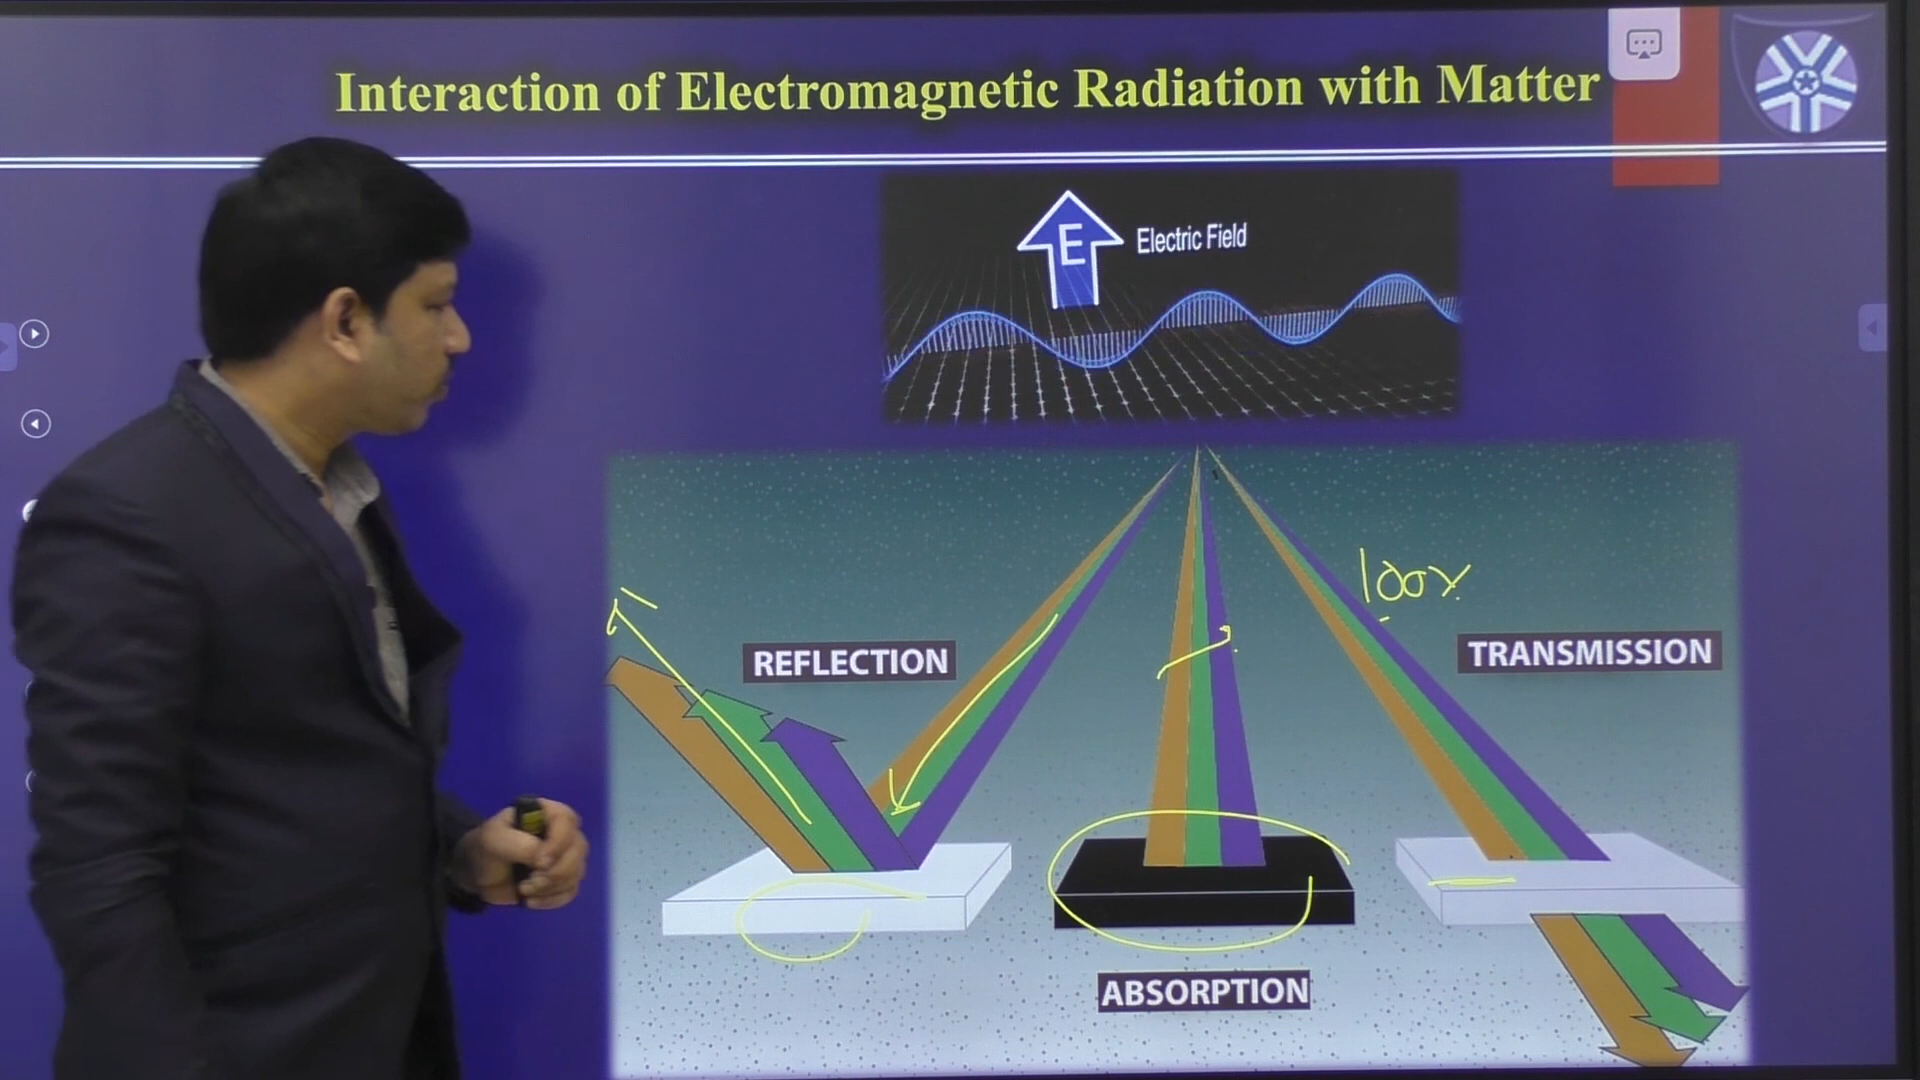 Interaction of Electromagnetic Radiation with Matter
E
Electric Field
100%
REFLECTION
TRANSMISSION
ABSORPTION